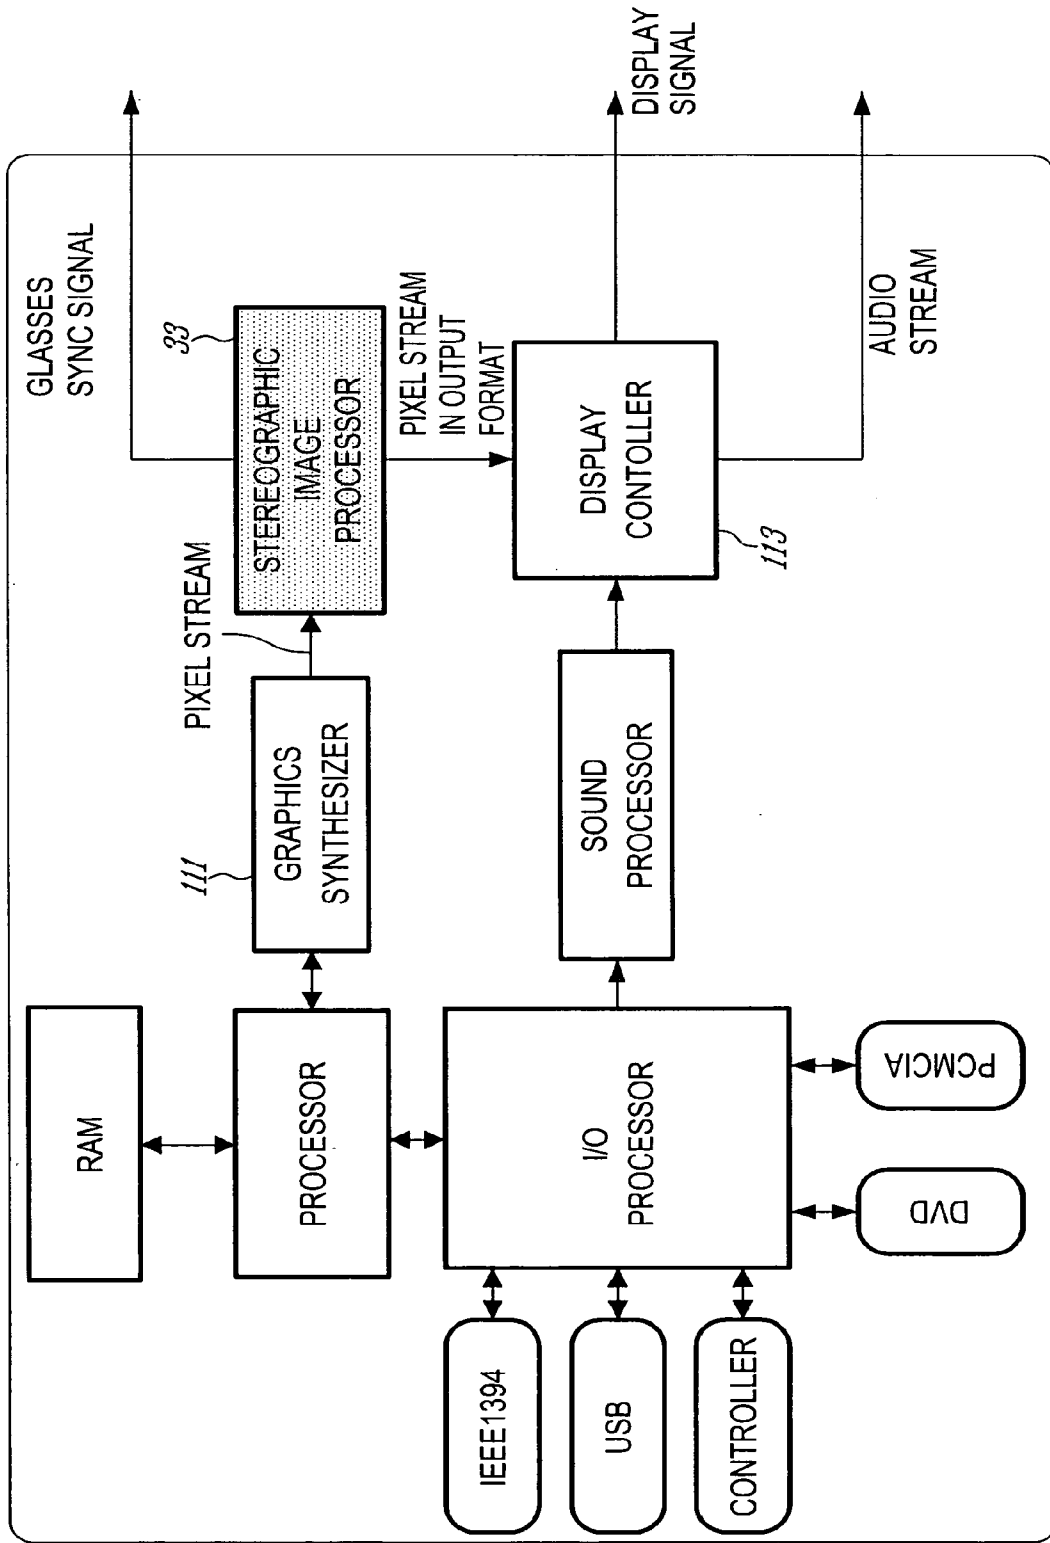 GLASSES
SYNC SIGNAL
33
STEREOGRAPHIC
IMAGE
PROCESSOR
PIXEL STREAM
PIXEL STREAM
IN OUTPUT
FORMAT
DISPLAY
SIGNAL
111
GRAPHICS
SYNTHESIZER
DISPLAY
CONTOLLER
113
AUDIO
STREAM
SOUND
PROCESSOR
RAM
PROCESSOR
I/O
PROCESSOR
PCMCIA
DVD
IEEE1394
USB
CONTROLLER